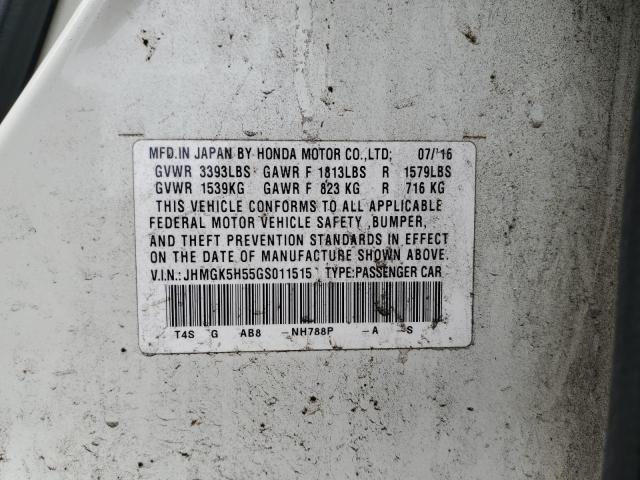 MFD.IN JAPAN BY HONDA MOTOR CO.,LTD; 07/'16
GVWR 3393LBS GAWR F 1813LBS R 1579LBS
GVWR 1539KG GAWR F 823 KG R 716 KG
THIS VEHICLE CONFORMS TO ALL APPLICABLE
FEDERAL MOTOR VEHICLE SAFETY ,BUMPER,
AND THEFT PREVENTION STANDARDS IN EFFECT
ON THE DATE OF MANUFACTURE SHOWN ABOVE.
V.I.N.: JHMGK5H55GS011515 TYPE:PASSENGER CAR
T4S G AB8 -NH788P -A S